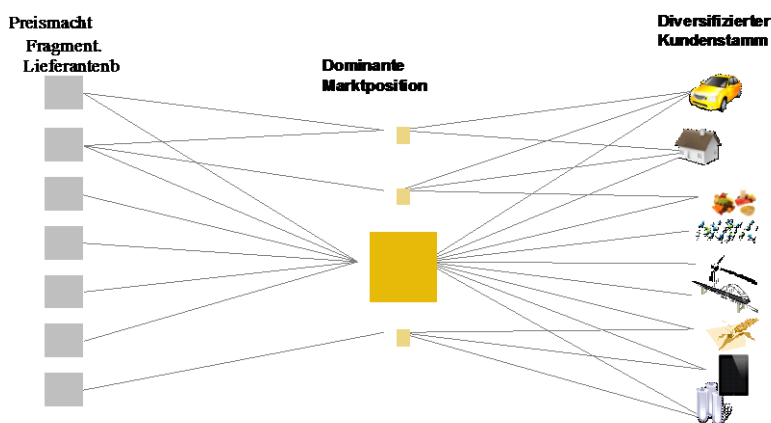 Preismacht
Fragment.
Lieferantenb
Dominante
Marktposition
Diversifizierter
Kundenstamm